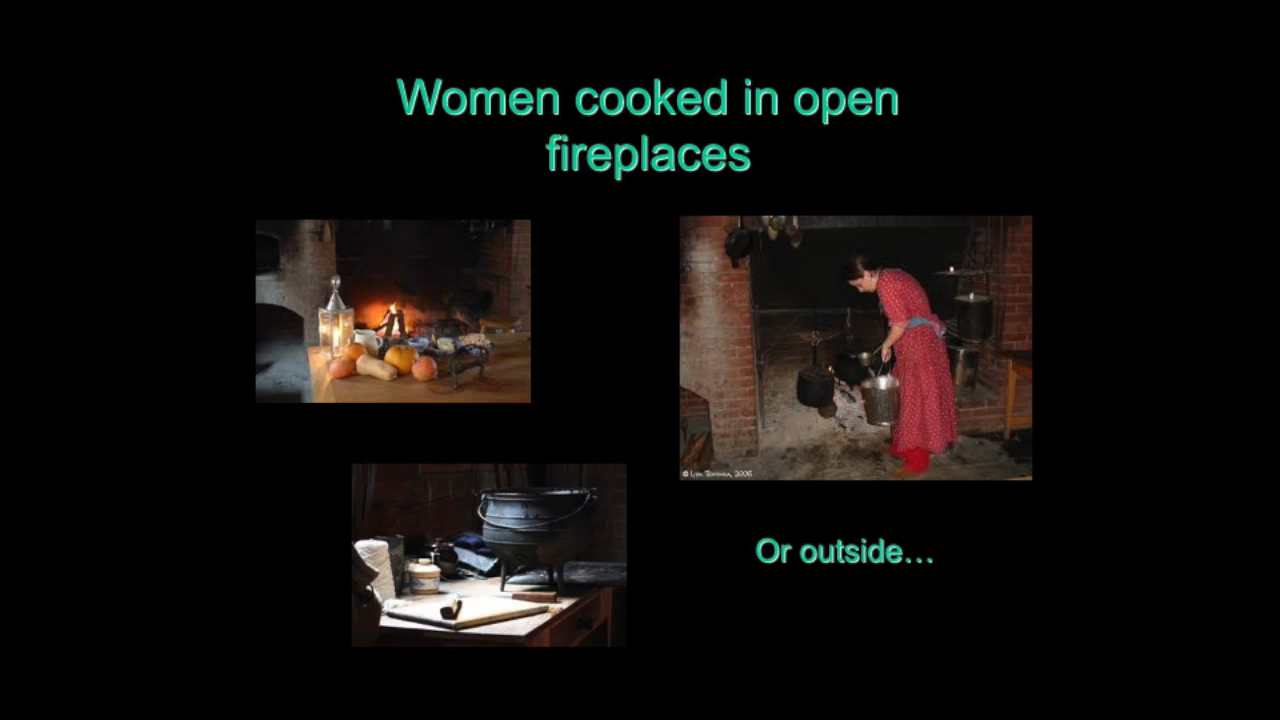 Women cooked in open
fireplaces
Or outside…